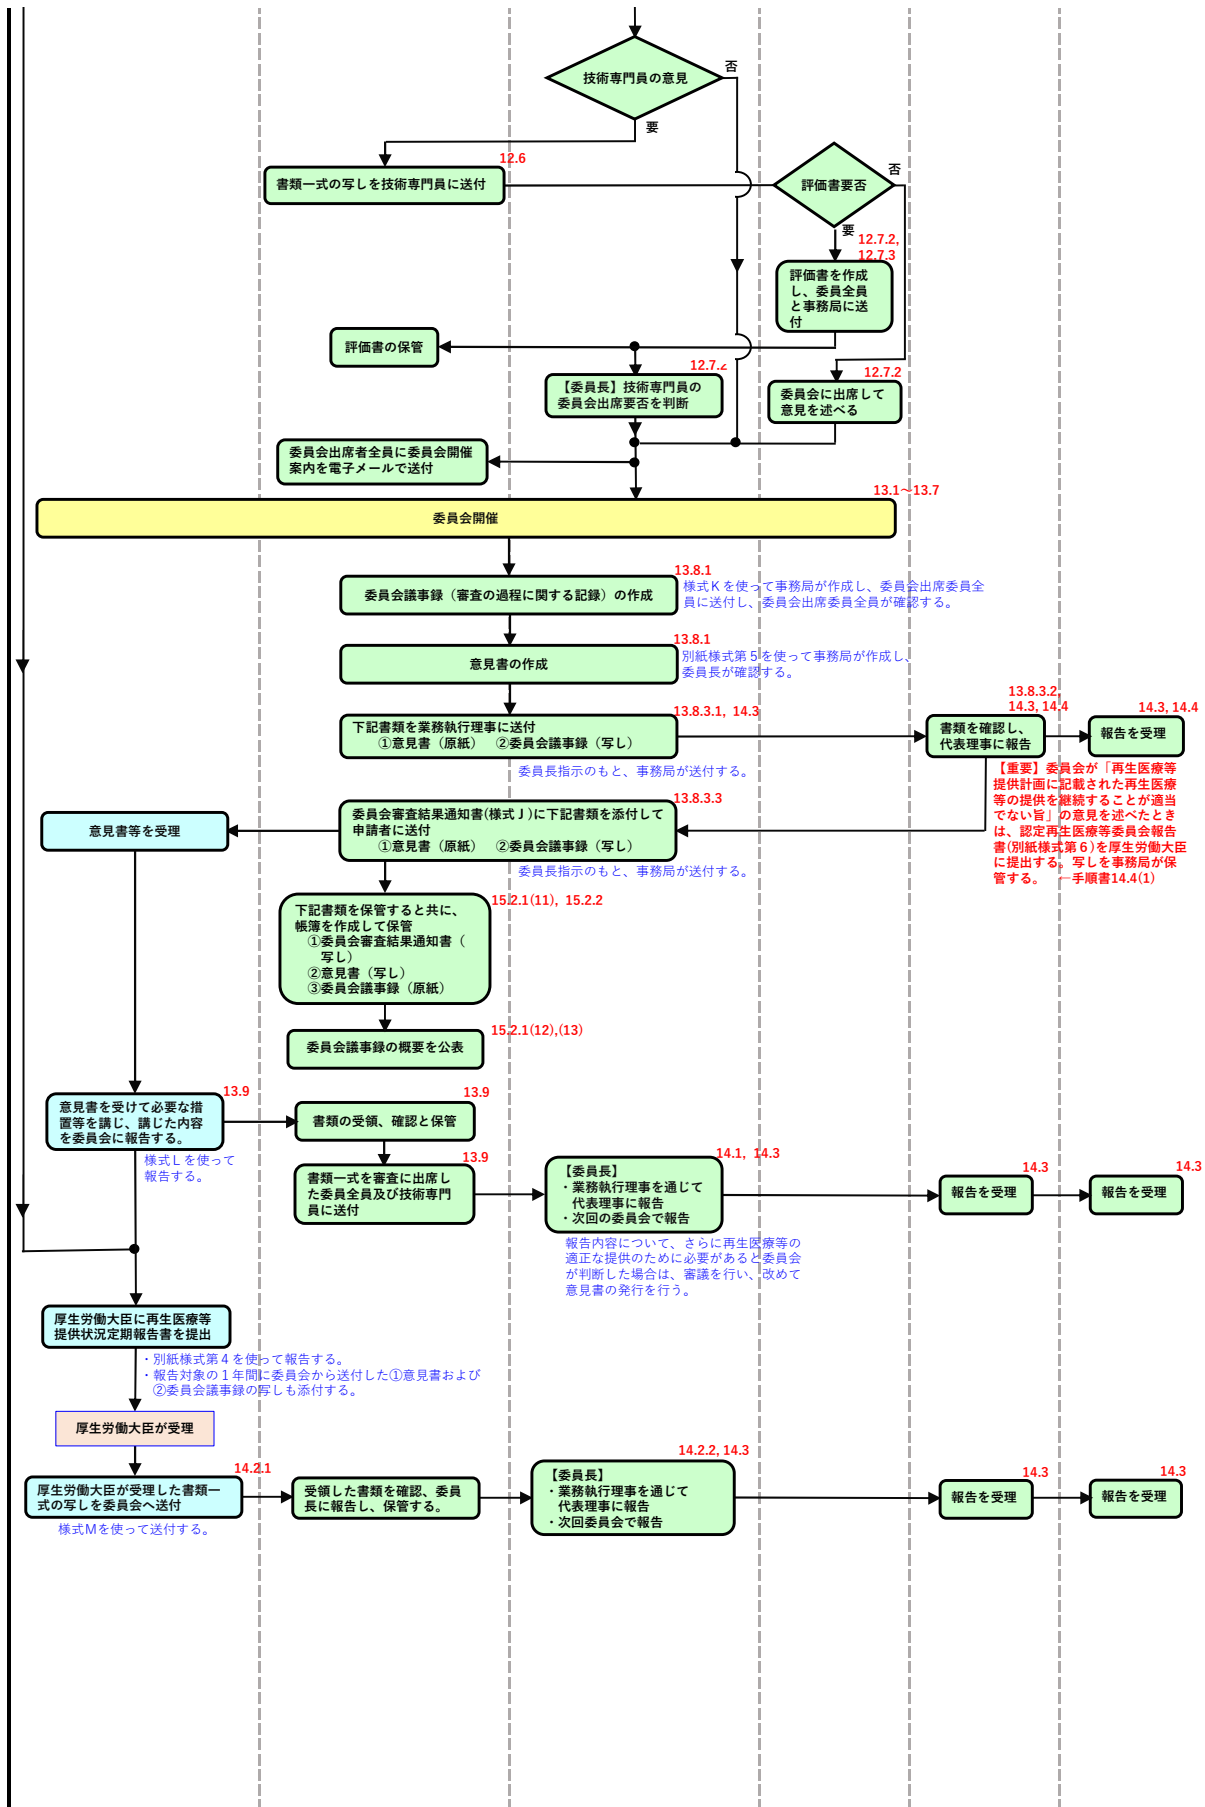 技術専門員の意見
否
要
12.6
書類一式の写しを技術専門員に送付
評価書要否
否
要
12.7.2,
12.7.3
評価書を作成
し、委員全員
と事務局に送
付
評価書の保管
12.7.2
【委員長】技術専門員の
委員会出席要否を判断
12.7.2
委員会に出席して
意見を述べる
委員会出席者全員に委員会開催
案内を電子メールで送付
13.1～13.7
委員会開催
13.8.1
委員会議事録（審査の過程に関する記録）の作成
様式Ｋを使って事務局が作成し、委員会出席委員全
員に送付し、委員会出席委員全員が確認する。
13.8.1
意見書の作成
別紙様式第５を使って事務局が作成し、
委員長が確認する。
13.8.3.1, 14.3
下記書類を業務執行理事に送付
①意見書（原紙）　②委員会議事録（写し）
委員長指示のもと、事務局が送付する。
13.8.3.2,
14.3, 14.4
書類を確認し、
代表理事に報告
14.3, 14.4
報告を受理
【重要】委員会が「再生医療等
提供計画に記載された再生医療
等の提供を継続することが適当
でない旨」の意見を述べたとき
は、認定再生医療等委員会報告
書(別紙様式第６)を厚生労働大臣
に提出する。写しを事務局が保
管する。　←手順書14.4(1)
意見書等を受理
13.8.3.3
委員会審査結果通知書(様式Ｊ)に下記書類を添付して
申請者に送付
①意見書（原紙）　②委員会議事録（写し）
委員長指示のもと、事務局が送付する。
15.2.1(11), 15.2.2
下記書類を保管すると共に、
帳簿を作成して保管
①委員会審査結果通知書（
写し）
②意見書（写し）
③委員会議事録（原紙）
15.2.1(12),(13)
委員会議事録の概要を公表
13.9
意見書を受けて必要な措
置等を講じ、講じた内容
を委員会に報告する。
様式Ｌを使って
報告する。
13.9
書類の受領、確認と保管
13.9
書類一式を審査に出席し
た委員全員及び技術専門
員に送付
14.1, 14.3
【委員長】
・業務執行理事を通じて
代表理事に報告
・次回の委員会で報告
報告内容について、さらに再生医療等の
適正な提供のために必要があると委員会
が判断した場合は、審議を行い、改めて
意見書の発行を行う。
14.3
報告を受理
14.3
報告を受理
厚生労働大臣に再生医療等
提供状況定期報告書を提出
・別紙様式第４を使って報告する。
・報告対象の１年間に委員会から送付した①意見書および
②委員会議事録の写しも添付する。
厚生労働大臣が受理
14.2.1
厚生労働大臣が受理した書類一
式の写しを委員会へ送付
様式Ｍを使って送付する。
受領した書類を確認、委員
長に報告し、保管する。
14.2.2, 14.3
【委員長】
・業務執行理事を通じて
代表理事に報告
・次回委員会で報告
14.3
報告を受理
14.3
報告を受理